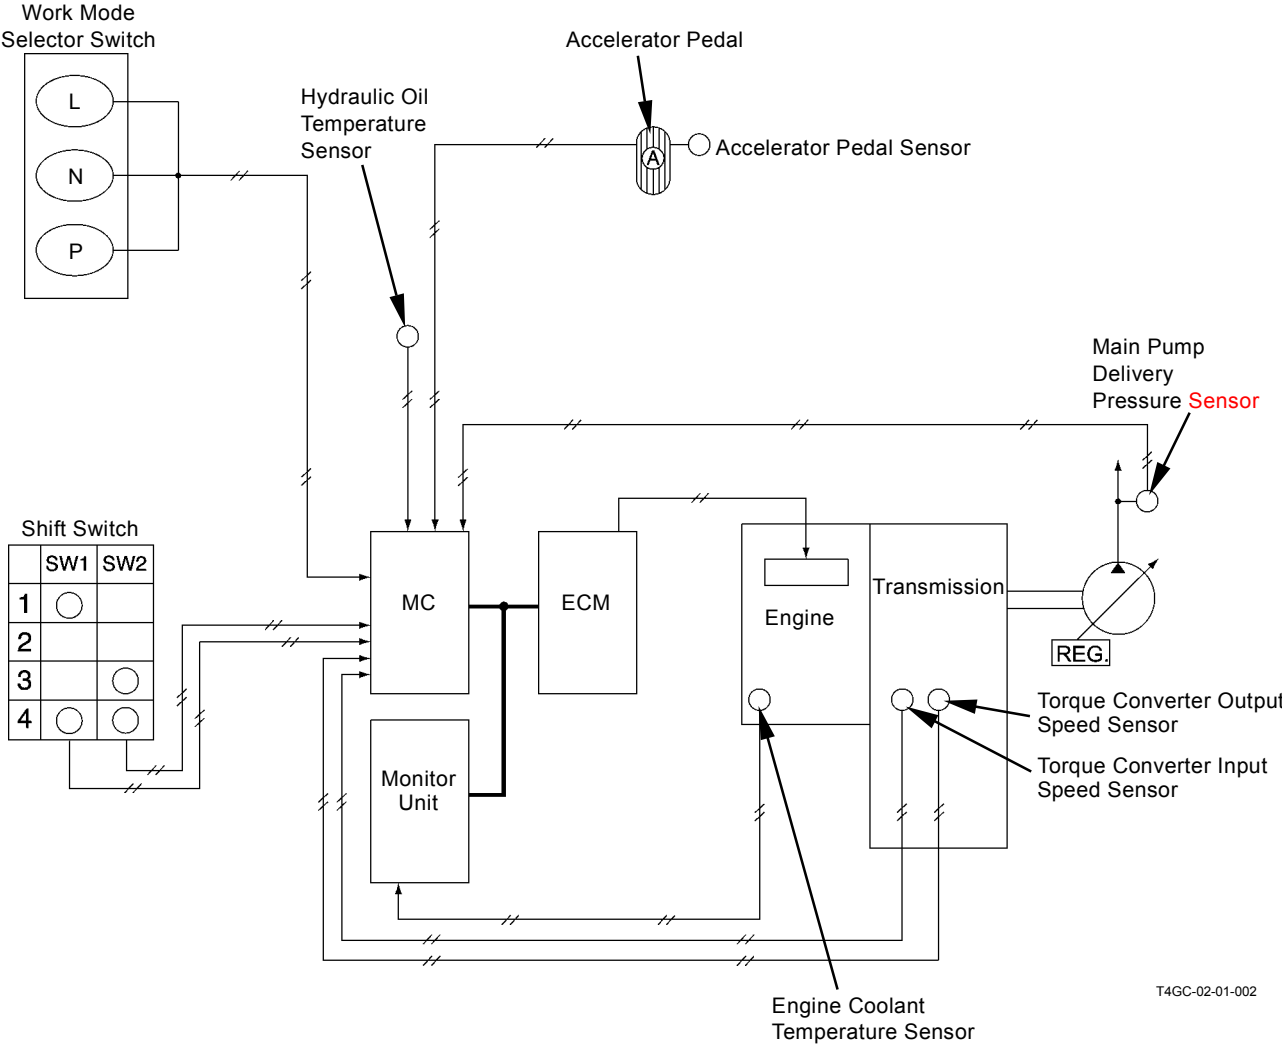 Work Mode
Selector Switch
L
N
P
Hydraulic Oil
Temperature
Sensor
Accelerator Pedal
A
Accelerator Pedal Sensor
Main Pump
Delivery
Pressure Sensor
Shift Switch
SW1 SW2
1
2
3
4
MC
ECM
Engine
Transmission
REG.
Monitor
Unit
Torque Converter Output
Speed Sensor
Torque Converter Input
Speed Sensor
Engine Coolant
Temperature Sensor
T4GC-02-01-002